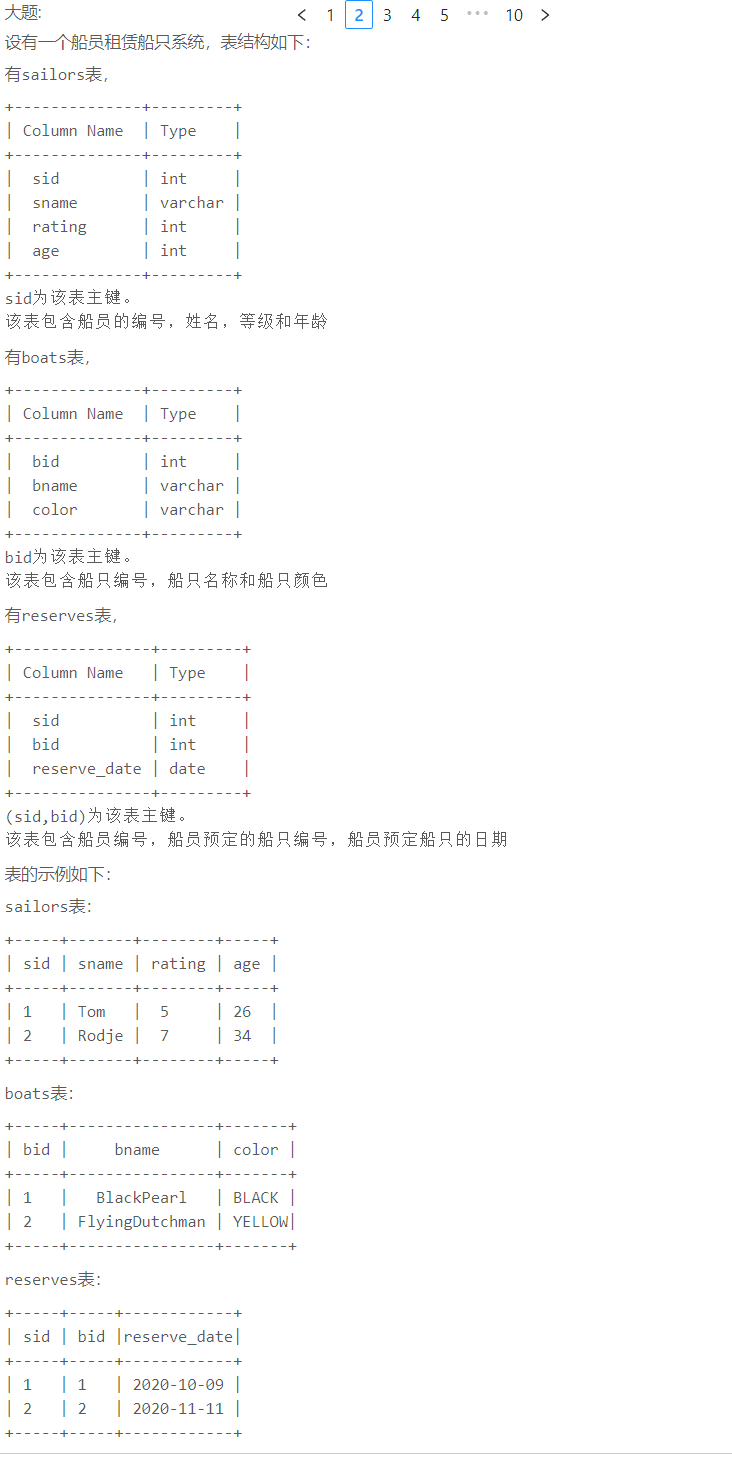 大题:
< 1 2 3 4 5 ••• 10 >
设有一个船员租赁船只系统，表结构如下：
有sailors表，
+--------------+---------+
| Column Name  | Type    |
+--------------+---------+
|  sid         | int     |
|  sname       | varchar |
|  rating      | int     |
|  age         | int     |
+--------------+---------+
sid为该表主键。
该表包含船员的编号，姓名，等级和年龄
有boats表，
+--------------+---------+
| Column Name  | Type    |
+--------------+---------+
|  bid         | int     |
|  bname       | varchar |
|  color       | varchar |
+--------------+---------+
bid为该表主键。
该表包含船只编号，船只名称和船只颜色
有reserves表，
+---------------+---------+
| Column Name   | Type    |
+---------------+---------+
|  sid          | int     |
|  bid          | int     |
|  reserve_date | date    |
+---------------+---------+
(sid,bid)为该表主键。
该表包含船员编号，船员预定的船只编号，船员预定船只的日期
表的示例如下：
sailors表：
+-----+-------+--------+-----+
| sid | sname | rating | age |
+-----+-------+--------+-----+
| 1   | Tom   |  5     | 26  |
| 2   | Rodje |  7     | 34  |
+-----+-------+--------+-----+
boats表：
+-----+----------------+-------+
| bid |     bname      | color |
+-----+----------------+-------+
| 1   |   BlackPearl   | BLACK |
| 2   | FlyingDutchman | YELLOW|
+-----+----------------+-------+
reserves表：
+-----+-----+------------+
| sid | bid |reserve_date|
+-----+-----+------------+
| 1   | 1   | 2020-10-09 |
| 2   | 2   | 2020-11-11 |
+-----+-----+------------+